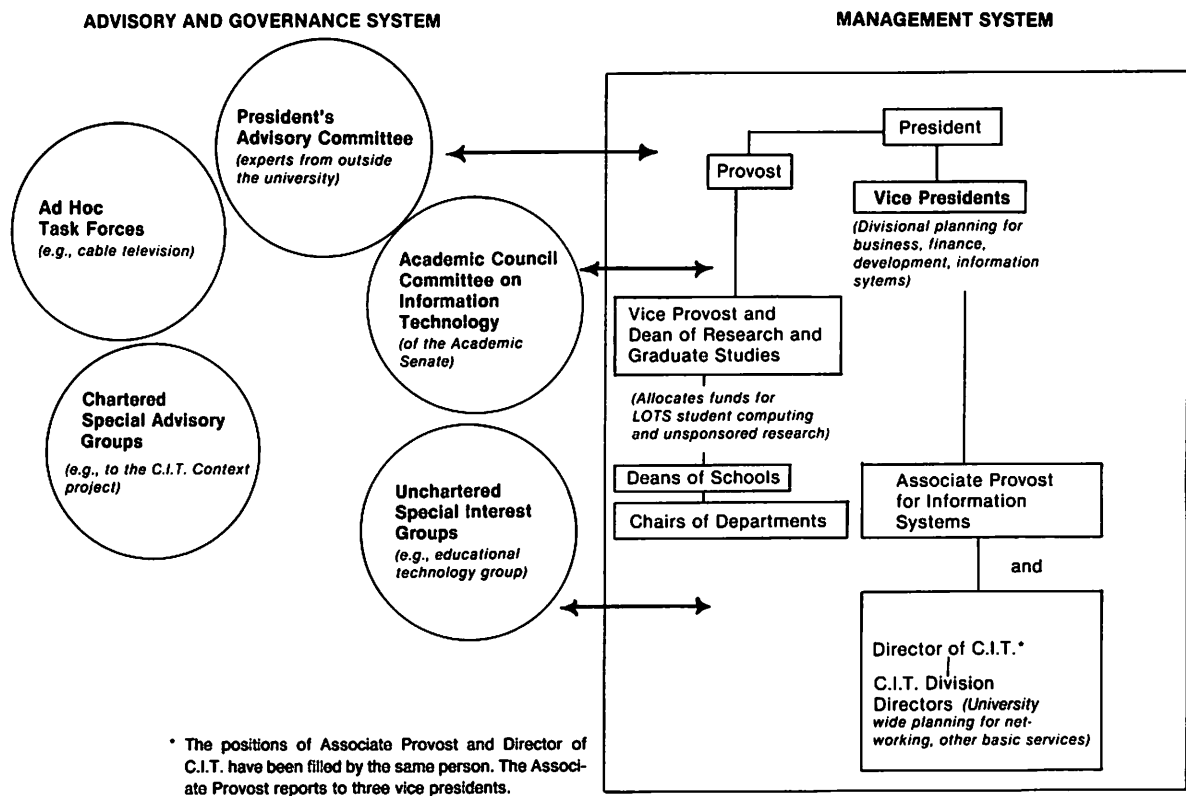 ADVISORY AND GOVERNANCE SYSTEM
President's
Advisory Committee
(experts from outside
the university)
Ad Hoc
Task Forces
(e.g., cable television)
Academic Council
Committee on
Information
Technology
(of the Academic
Senate)
Chartered
Special Advisory
Groups
(e.g., to the C.I.T. Context
project)
Unchartered
Special Interest
Groups
(e.g., educational
technology group)
MANAGEMENT SYSTEM
President
Provost
Vice Presidents
(Divisional planning for
business, finance,
development, information
sytems)
Vice Provost and
Dean of Research and
Graduate Studies
(Allocates funds for
LOTS student computing
and unsponsored research)
Deans of Schools
Chairs of Departments
Associate Provost
for Information
Systems
and
Director of C.I.T.*
C.I.T. Division
Directors (University
wide planning for net-
working, other basic services)
* The positions of Associate Provost and Director of
C.I.T. have been filled by the same person. The Associ-
ate Provost reports to three vice presidents.